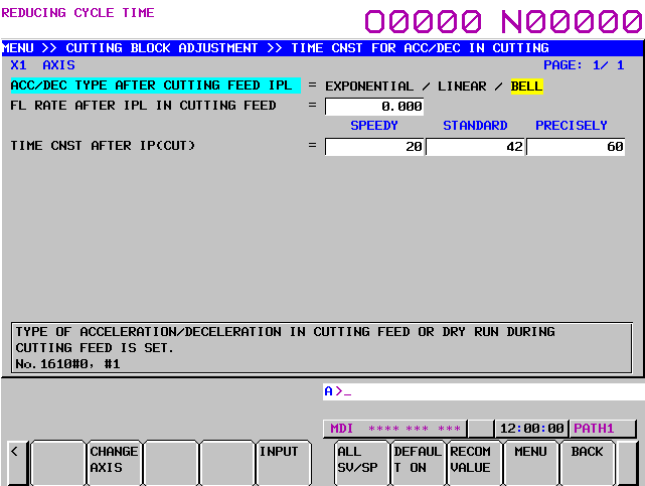 REDUCING CYCLE TIME
O0000 N00000
MENU >> CUTTING BLOCK ADJUSTMENT >> TIME CNST FOR ACC/DEC IN CUTTING
X1 AXIS PAGE: 1/ 1
ACC/DEC TYPE AFTER CUTTING FEED IPL = EXPONENTIAL / LINEAR / BELL
FL RATE AFTER IPL IN CUTTING FEED = 0.000
SPEEDY STANDARD PRECISELY
TIME CNST AFTER IP(CUT) = 20 42 60
TYPE OF ACCELERATION/DECELERATION IN CUTTING FEED OR DRY RUN DURING
CUTTING FEED IS SET.
No.1610#0, #1
A>_
MDI **** *** *** 12:00:00 PATH1
< CHANGE INPUT ALL DEFAUL RECOM MENU BACK
AXIS SV/SP T ON VALUE